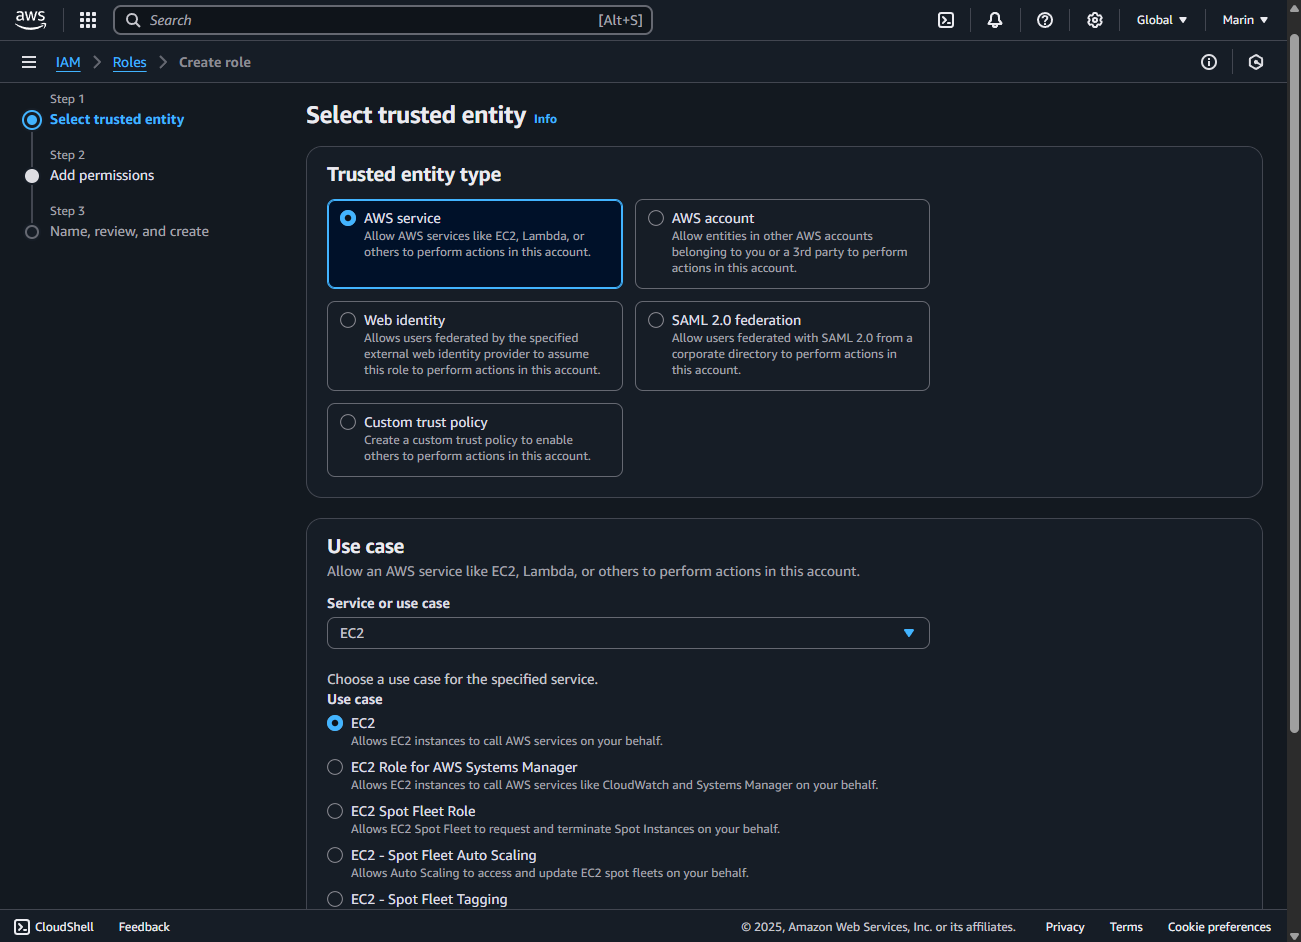 aws
Search [Alt+S]
Global
Marin
IAM
Roles
Create role
Step 1
Select trusted entity
Step 2
Add permissions
Step 3
Name, review, and create
Select trusted entity Info
Trusted entity type
AWS service
Allow AWS services like EC2, Lambda, or
others to perform actions in this account.
AWS account
Allow entities in other AWS accounts
belonging to you or a 3rd party to perform
actions in this account.
Web identity
Allows users federated by the specified
external web identity provider to assume
this role to perform actions in this account.
SAML 2.0 federation
Allow users federated with SAML 2.0 from a
corporate directory to perform actions in
this account.
Custom trust policy
Create a custom trust policy to enable
others to perform actions in this account.
Use case
Allow an AWS service like EC2, Lambda, or others to perform actions in this account.
Service or use case
EC2
Choose a use case for the specified service.
Use case
EC2
Allows EC2 instances to call AWS services on your behalf.
EC2 Role for AWS Systems Manager
Allows EC2 instances to call AWS services like CloudWatch and Systems Manager on your behalf.
EC2 Spot Fleet Role
Allows EC2 Spot Fleet to request and terminate Spot Instances on your behalf.
EC2 - Spot Fleet Auto Scaling
Allows Auto Scaling to access and update EC2 spot fleets on your behalf.
EC2 - Spot Fleet Tagging
CloudShell
Feedback
© 2025, Amazon Web Services, Inc. or its affiliates.
Privacy
Terms
Cookie preferences